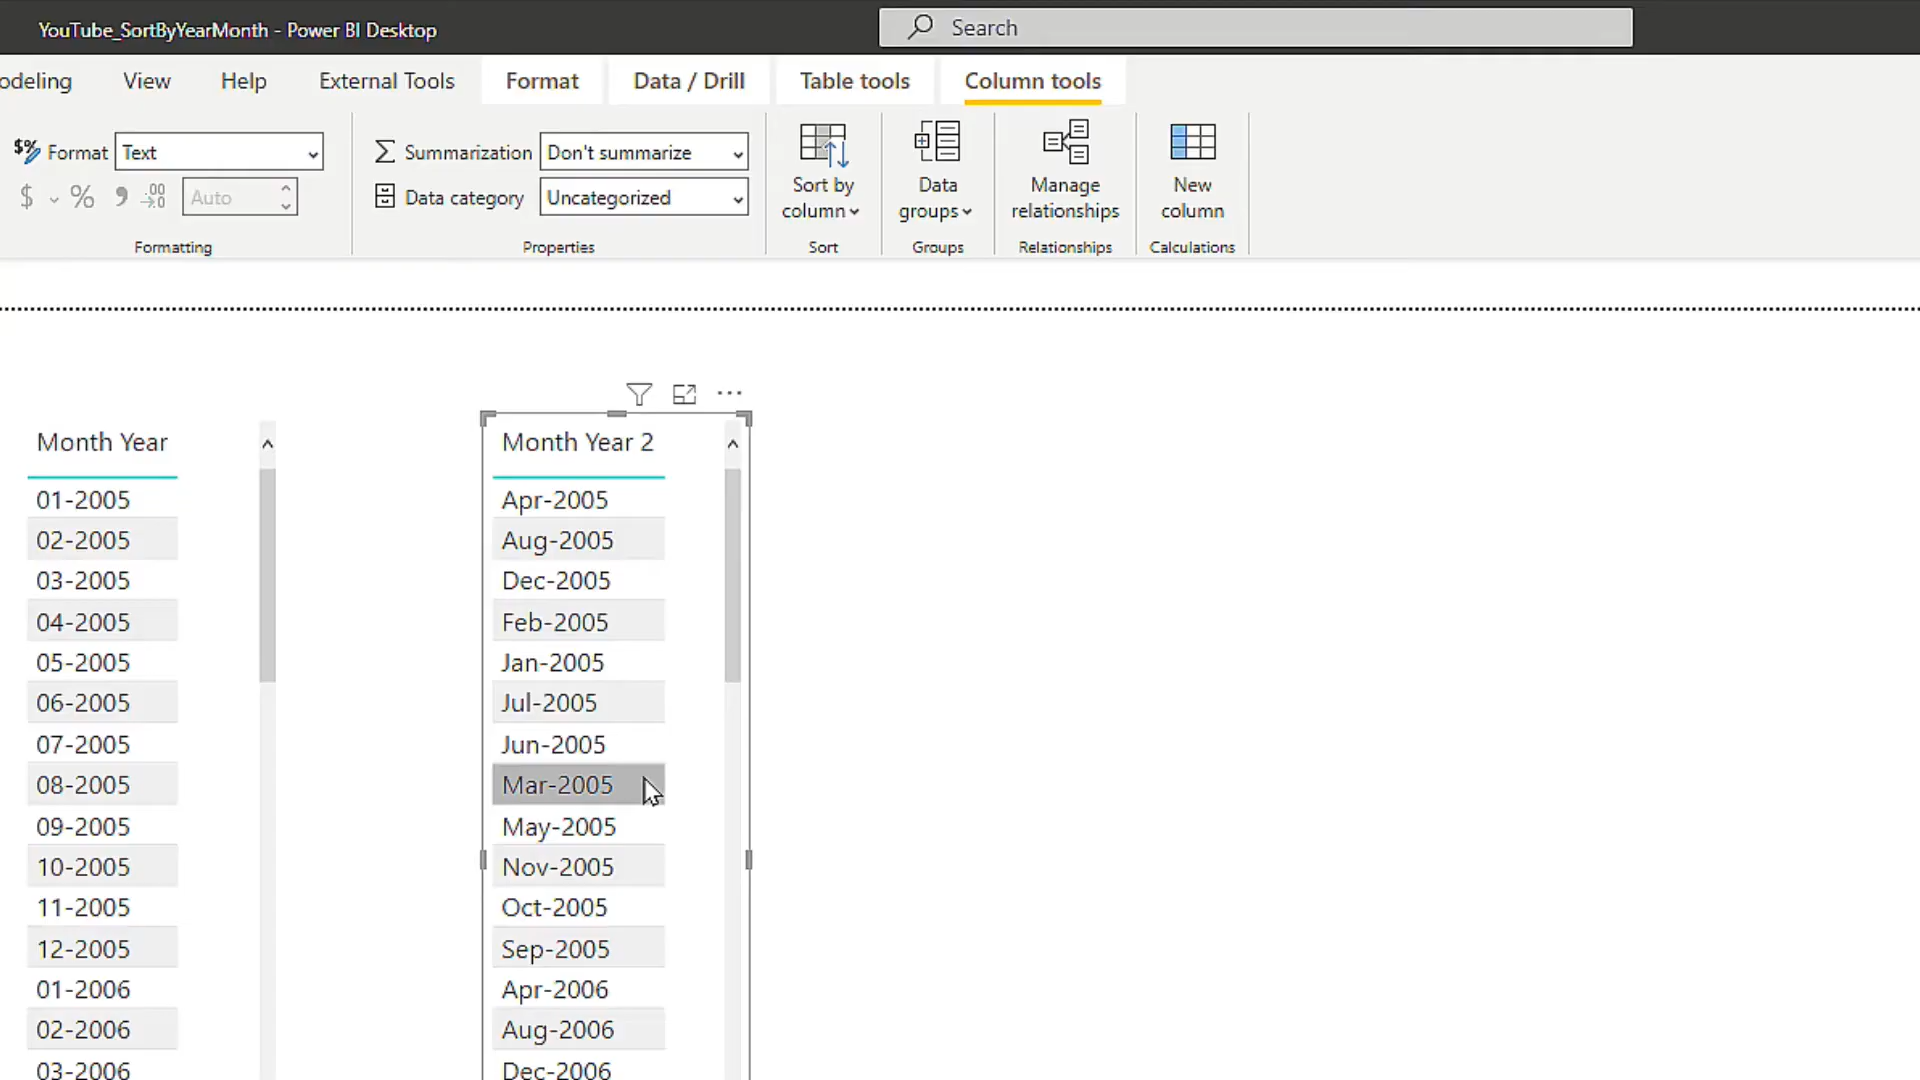 YouTube_SortByYearMonth - Power BI Desktop
Search
odeling View Help External Tools Format Data / Drill Table tools Column tools
Format Text
Summarization Don't summarize
$ % Auto
Data category Uncategorized
Sort by
column
Data
groups
Manage
relationships
New
column
Formatting Properties Sort Groups Relationships Calculations
Month Year
01-2005
02-2005
03-2005
04-2005
05-2005
06-2005
07-2005
08-2005
09-2005
10-2005
11-2005
12-2005
01-2006
02-2006
03-2006
Month Year 2
Apr-2005
Aug-2005
Dec-2005
Feb-2005
Jan-2005
Jul-2005
Jun-2005
Mar-2005
May-2005
Nov-2005
Oct-2005
Sep-2005
Apr-2006
Aug-2006
Dec-2006